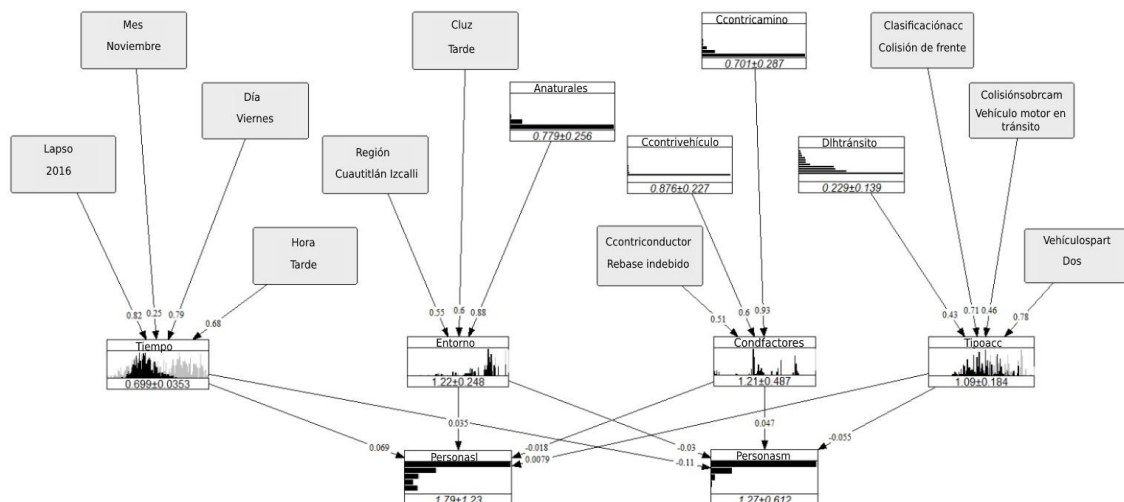 Mes
Noviembre
Cluz
Tarde
Ccontricamino
0.701±0.287
Clasificaciónacc
Colisión de frente
Día
Viernes
Anaturales
0.779±0.256
Colisiónsobrcam
Vehículo motor en
tránsito
Lapso
2016
Región
Cuautitlán Izcalli
Ccontrivehículo
0.876±0.227
Dlhtránsito
0.229±0.139
Hora
Tarde
Ccontriconductor
Rebase indebido
Vehículospart
Dos
0.82
0.25
0.79
0.68
0.55
0.6
0.88
0.51
0.6
0.93
0.43
0.71
0.46
0.78
Tiempo
0.699±0.0353
Entorno
1.22±0.248
Condfactores
1.21±0.487
Tipoacc
1.09±0.184
0.069
0.035
-0.018
0.0079
-0.11
-0.03
0.047
-0.055
Personasl
1.79±1.23
Personasm
1.27±0.612